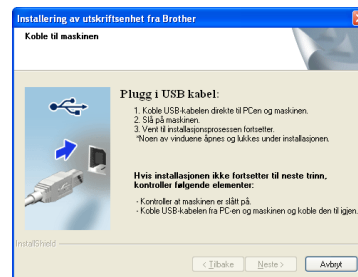 Installering av utskriftsenhet fra Brother
Koble til maskinen
Plugg i USB kabel:
1. Koble USB-kabelen direkte til PCen og maskinen.
2. Slå på maskinen.
3. Vent til installasjonsprosessen fortsetter.
*Noen av vinduene åpnes og lukkes under installasjonen.
Hvis installasjonen ikke fortsetter til neste trinn,
kontroller følgende elementer:
- Kontroller at maskinen er slått på.
- Koble USB-kabelen fra PC-en og maskinen og koble den til igjen.
InstallShield
< Tilbake Neste > Avbryt